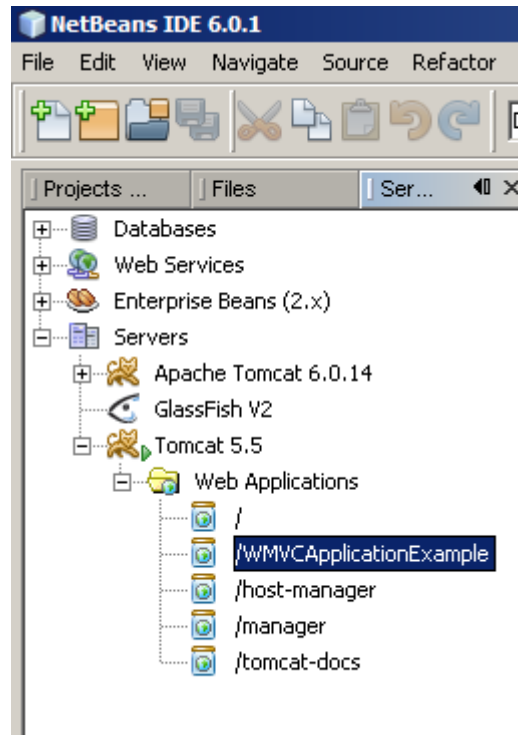 NetBeans IDE 6.0.1
File Edit View Navigate Source Refactor
Projects ... Files Ser...
Databases
Web Services
Enterprise Beans (2.x)
Servers
Apache Tomcat 6.0.14
GlassFish V2
Tomcat 5.5
Web Applications
/
/WMVCApplicationExample
/host-manager
/manager
/tomcat-docs